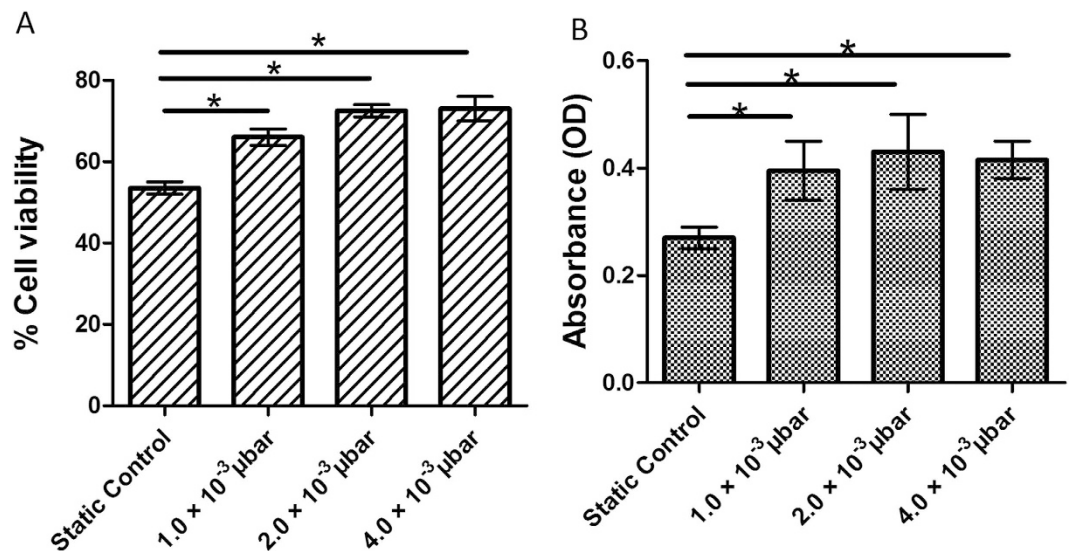 A
*
*
*
% Cell viability
80
60
40
20
0
Static Control
1.0 × 10⁻³ µbar
2.0 × 10⁻³ µbar
4.0 × 10⁻³ µbar
B
*
*
*
Absorbance (OD)
0.6
0.4
0.2
0.0
Static Control
1.0 × 10⁻³ µbar
2.0 × 10⁻³ µbar
4.0 × 10⁻³ µbar